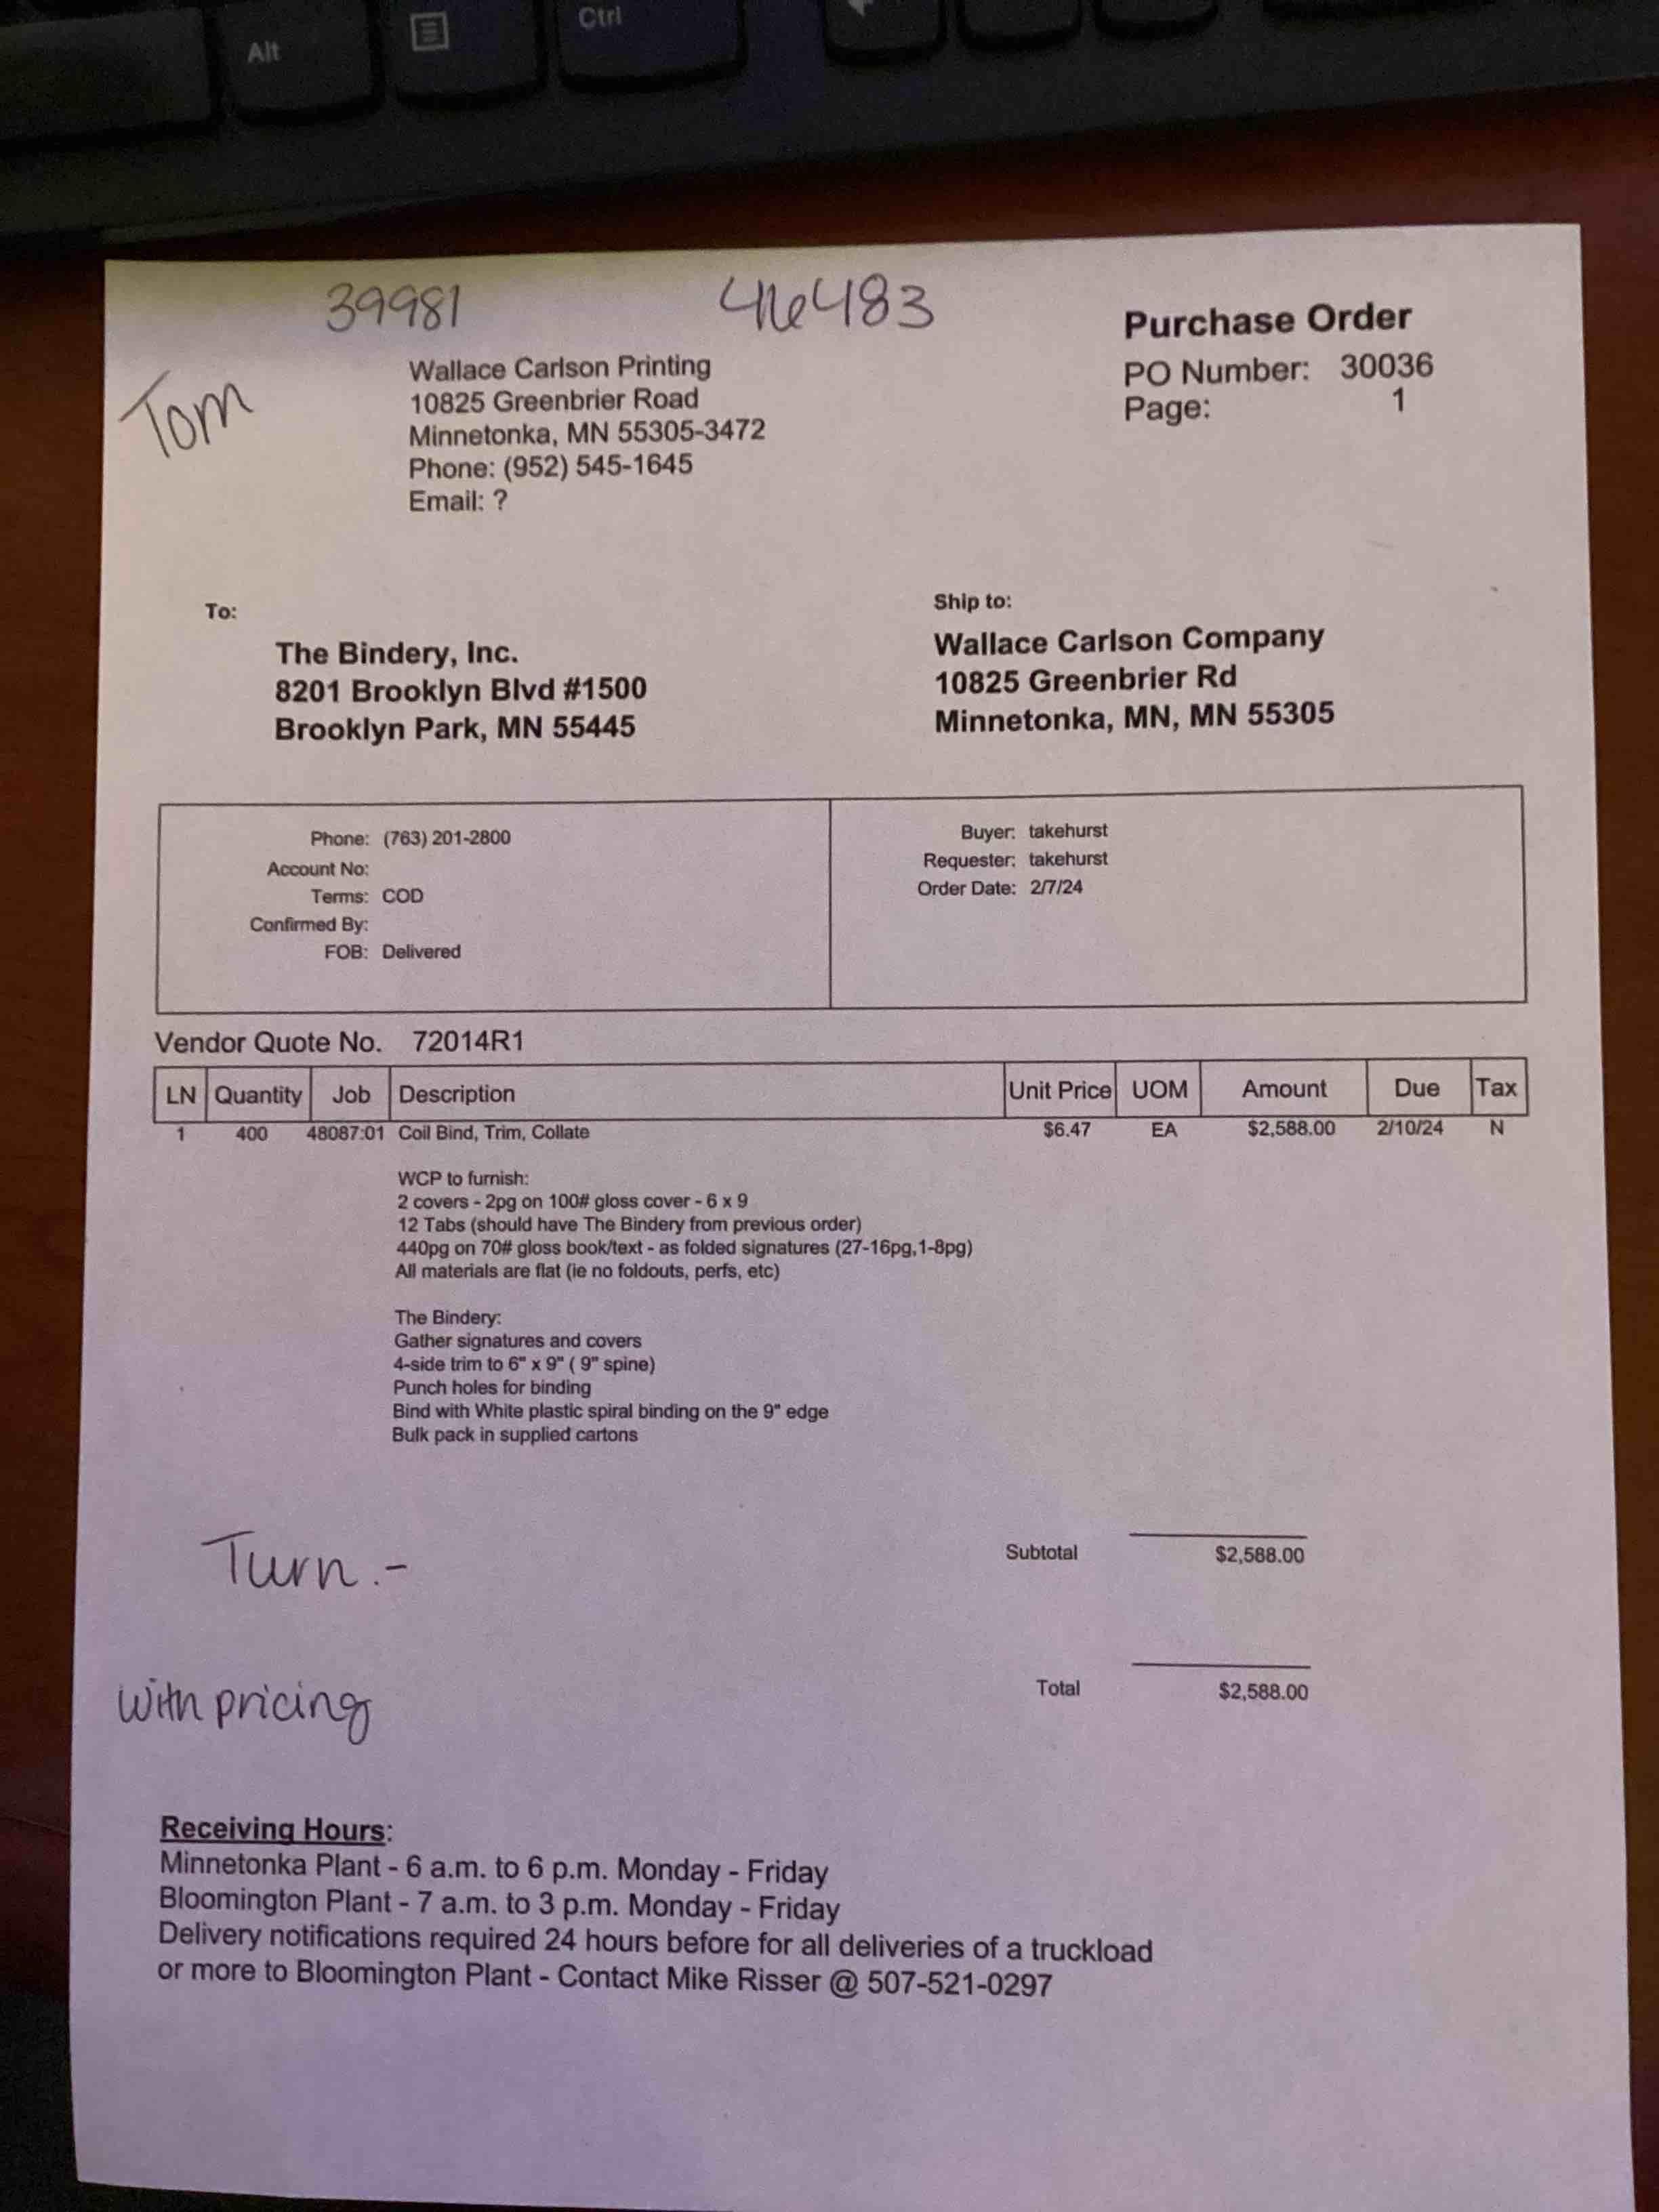 Alt
Ctrl
39981
46483
Tom
Purchase Order
PO Number: 30036
Page: 1
Wallace Carlson Printing
10825 Greenbrier Road
Minnetonka, MN 55305-3472
Phone: (952) 545-1645
Email: ?
To:
The Bindery, Inc.
8201 Brooklyn Blvd #1500
Brooklyn Park, MN 55445
Ship to:
Wallace Carlson Company
10825 Greenbrier Rd
Minnetonka, MN, MN 55305
Phone: (763) 201-2800
Account No:
Terms: COD
Confirmed By:
FOB: Delivered
Buyer: takehurst
Requester: takehurst
Order Date: 2/7/24
Vendor Quote No. 72014R1
LN Quantity Job Description Unit Price UOM Amount Due Tax
1 400 48087:01 Coil Bind, Trim, Collate $6.47 EA $2,588.00 2/10/24 N
WCP to furnish:
2 covers - 2pg on 100# gloss cover - 6 x 9
12 Tabs (should have The Bindery from previous order)
440pg on 70# gloss book/text - as folded signatures (27-16pg,1-8pg)
All materials are flat (ie no foldouts, perfs, etc)
The Bindery:
Gather signatures and covers
4-side trim to 6" x 9" ( 9" spine)
Punch holes for binding
Bind with White plastic spiral binding on the 9" edge
Bulk pack in supplied cartons
Turn.-
Subtotal $2,588.00
with pricing
Total $2,588.00
Receiving Hours:
Minnetonka Plant - 6 a.m. to 6 p.m. Monday - Friday
Bloomington Plant - 7 a.m. to 3 p.m. Monday - Friday
Delivery notifications required 24 hours before for all deliveries of a truckload
or more to Bloomington Plant - Contact Mike Risser @ 507-521-0297